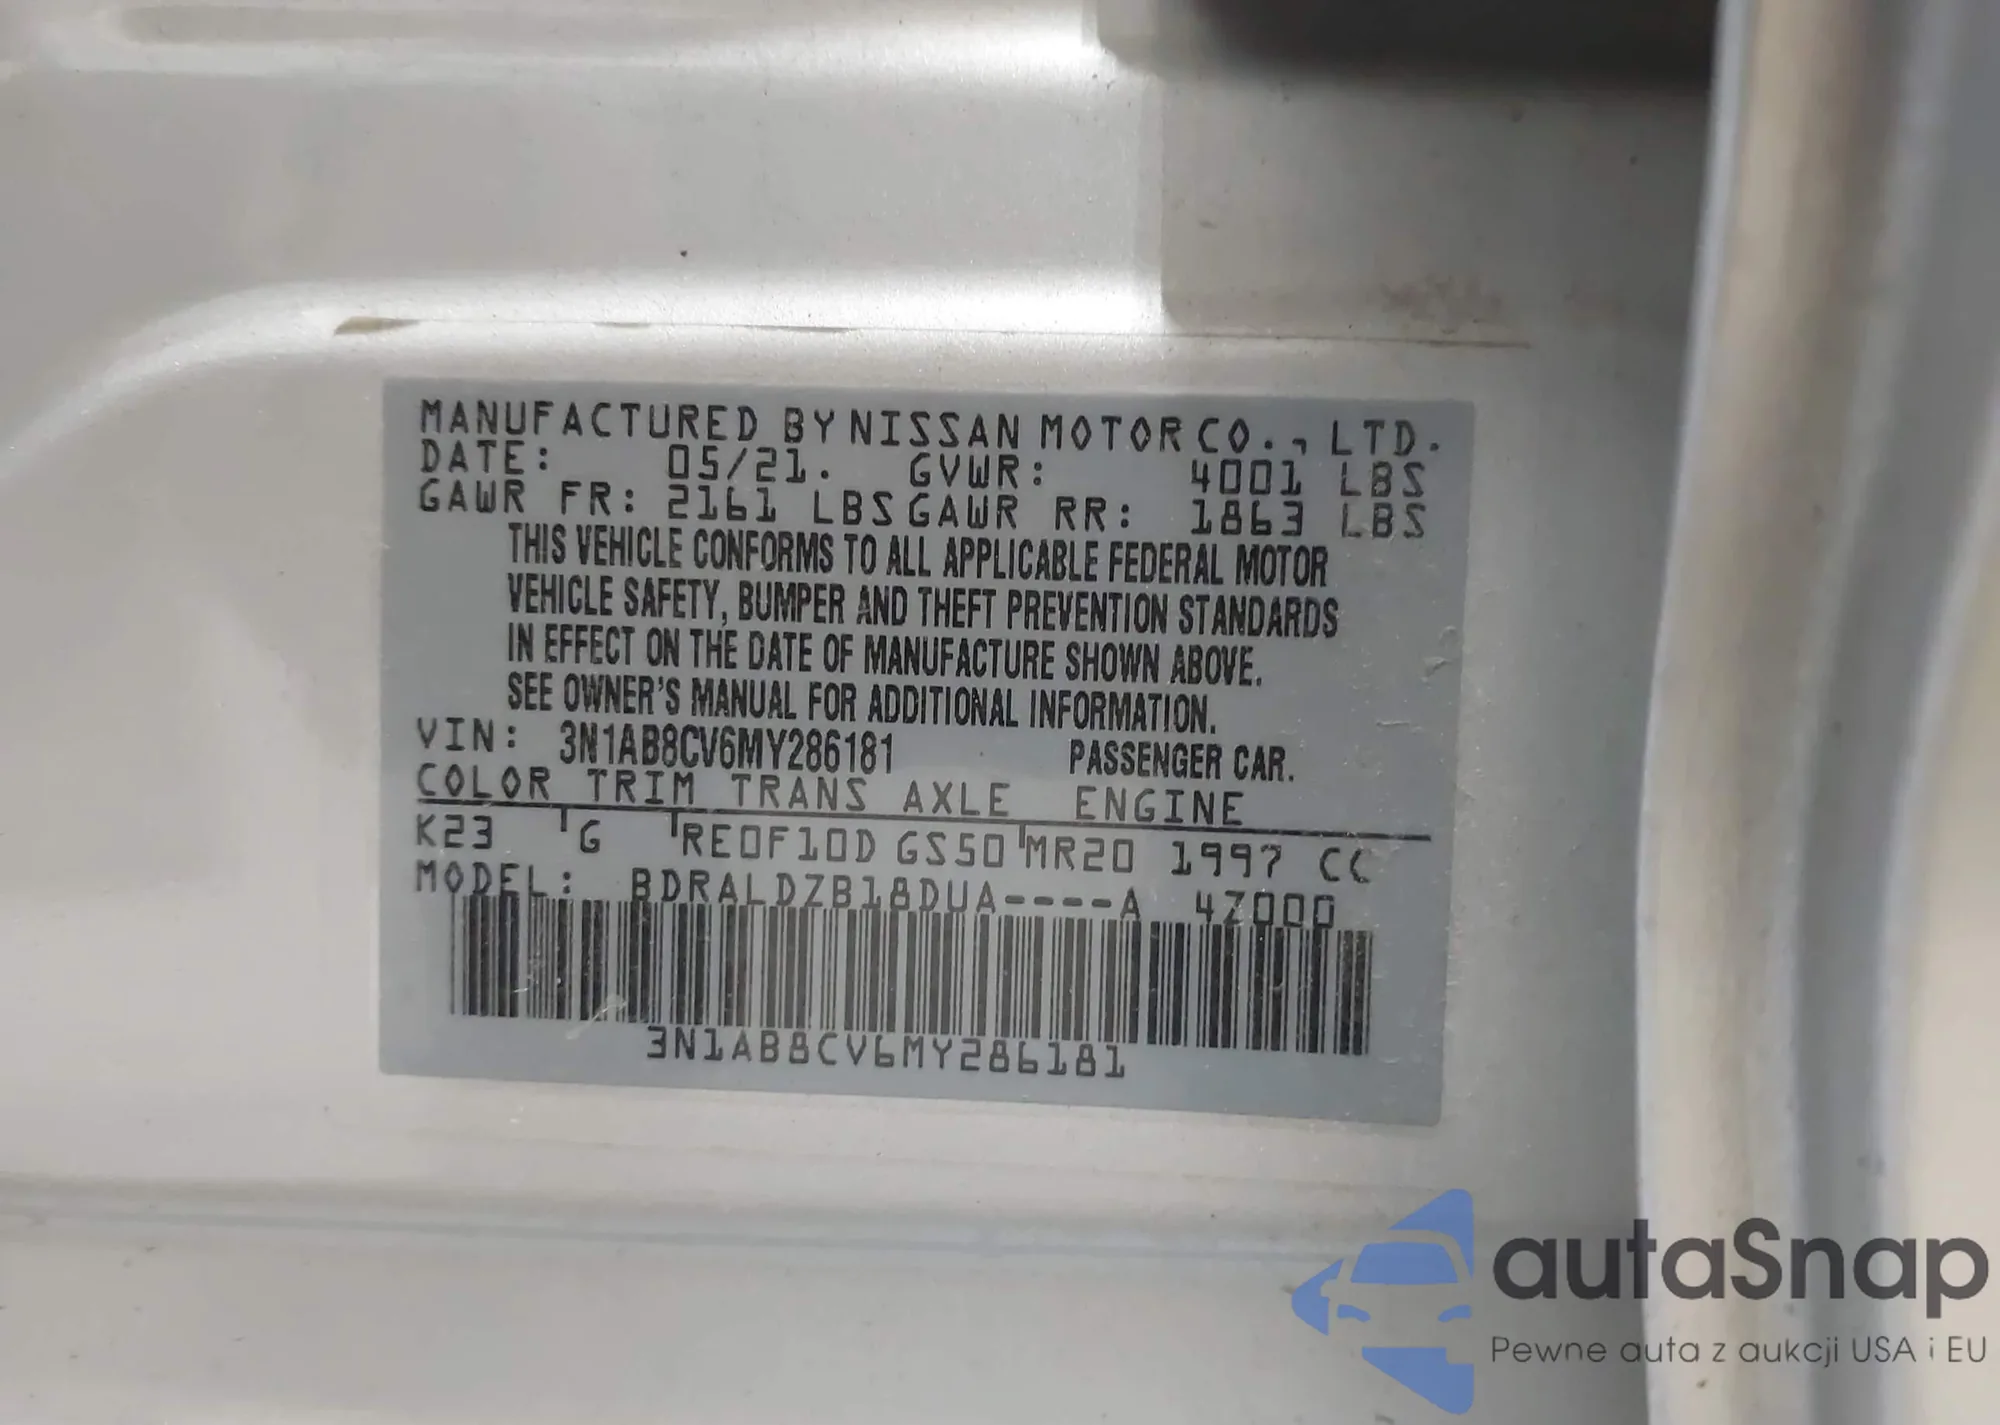 MANUFACTURED BY NISSAN MOTOR CO., LTD.
DATE: 05/21. GVWR: 4001 LBS
GAWR FR: 2161 LBS GAWR RR: 1863 LBS
THIS VEHICLE CONFORMS TO ALL APPLICABLE FEDERAL MOTOR
VEHICLE SAFETY, BUMPER AND THEFT PREVENTION STANDARDS
IN EFFECT ON THE DATE OF MANUFACTURE SHOWN ABOVE.
SEE OWNER'S MANUAL FOR ADDITIONAL INFORMATION.
VIN: 3N1AB8CV6MY286181 PASSENGER CAR.
COLOR TRIM TRANS AXLE ENGINE
K23 G RE0F10D GS50 MR20 1997 CC
MODEL: BDRALDZB18DUA----A 4Z000
3N1AB8CV6MY286181
autaSnap
Pewne auta z aukcji USA i EU